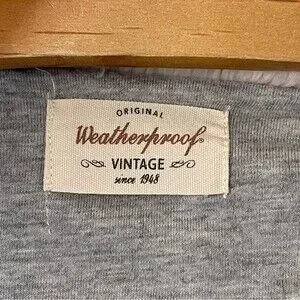 ORIGINAL
Weatherproof
VINTAGE
since 1948